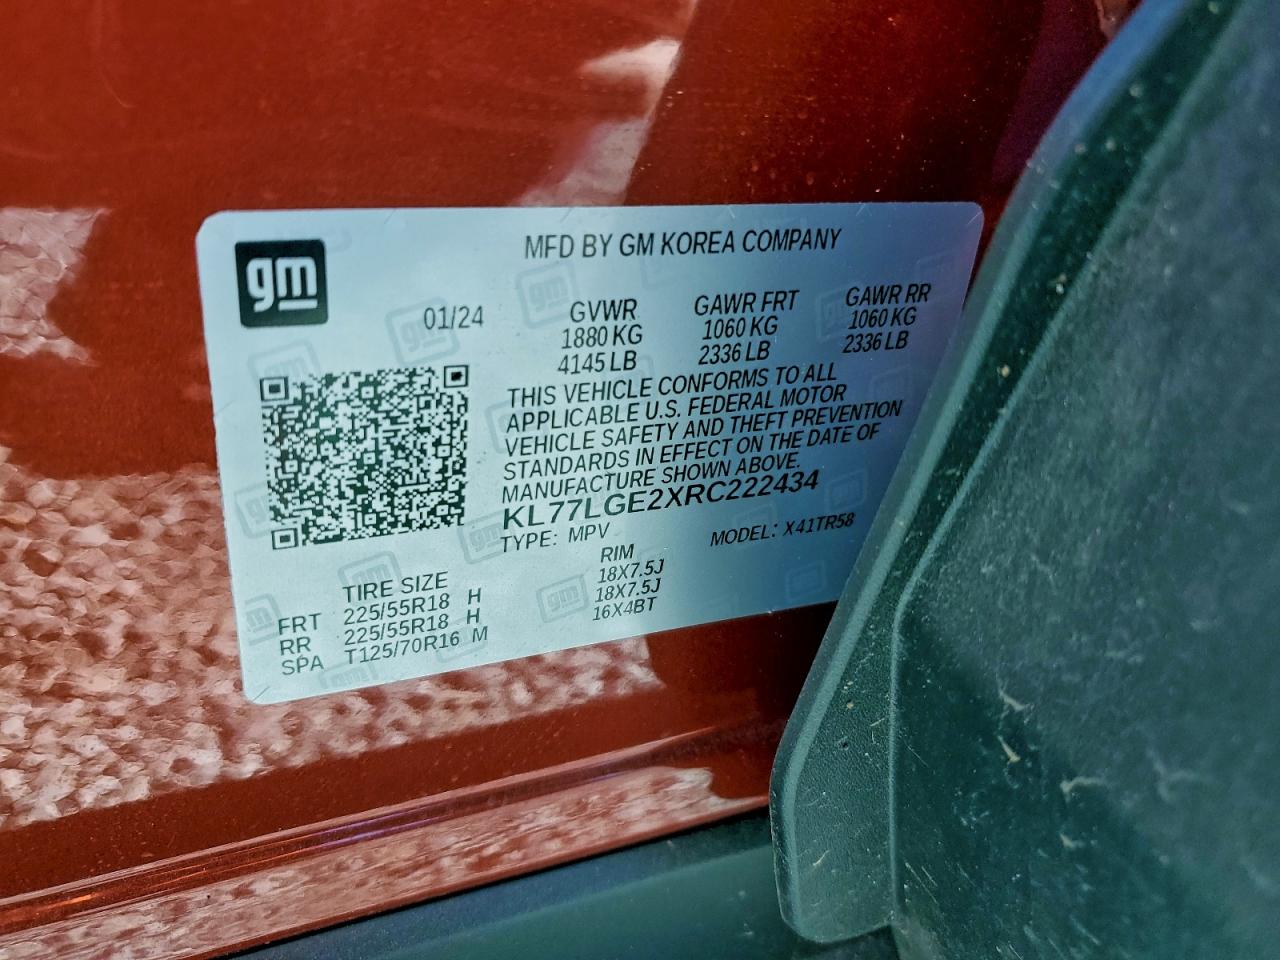 gm
MFD BY GM KOREA COMPANY
01/24
GVWR GAWR FRT GAWR RR
1880 KG 1060 KG 1060 KG
4145 LB 2336 LB 2336 LB
THIS VEHICLE CONFORMS TO ALL
APPLICABLE U.S. FEDERAL MOTOR
VEHICLE SAFETY AND THEFT PREVENTION
STANDARDS IN EFFECT ON THE DATE OF
MANUFACTURE SHOWN ABOVE.
KL77LGE2XRC222434
TYPE: MPV MODEL: X41TR58
TIRE SIZE RIM
FRT 225/55R18 H 18X7.5J
RR 225/55R18 H 18X7.5J
SPA T125/70R16 M 16X4BT